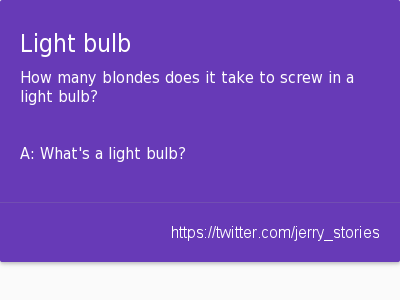 Light bulb
How many blondes does it take to screw in a
light bulb?
A: What's a light bulb?
https://twitter.com/jerry_stories